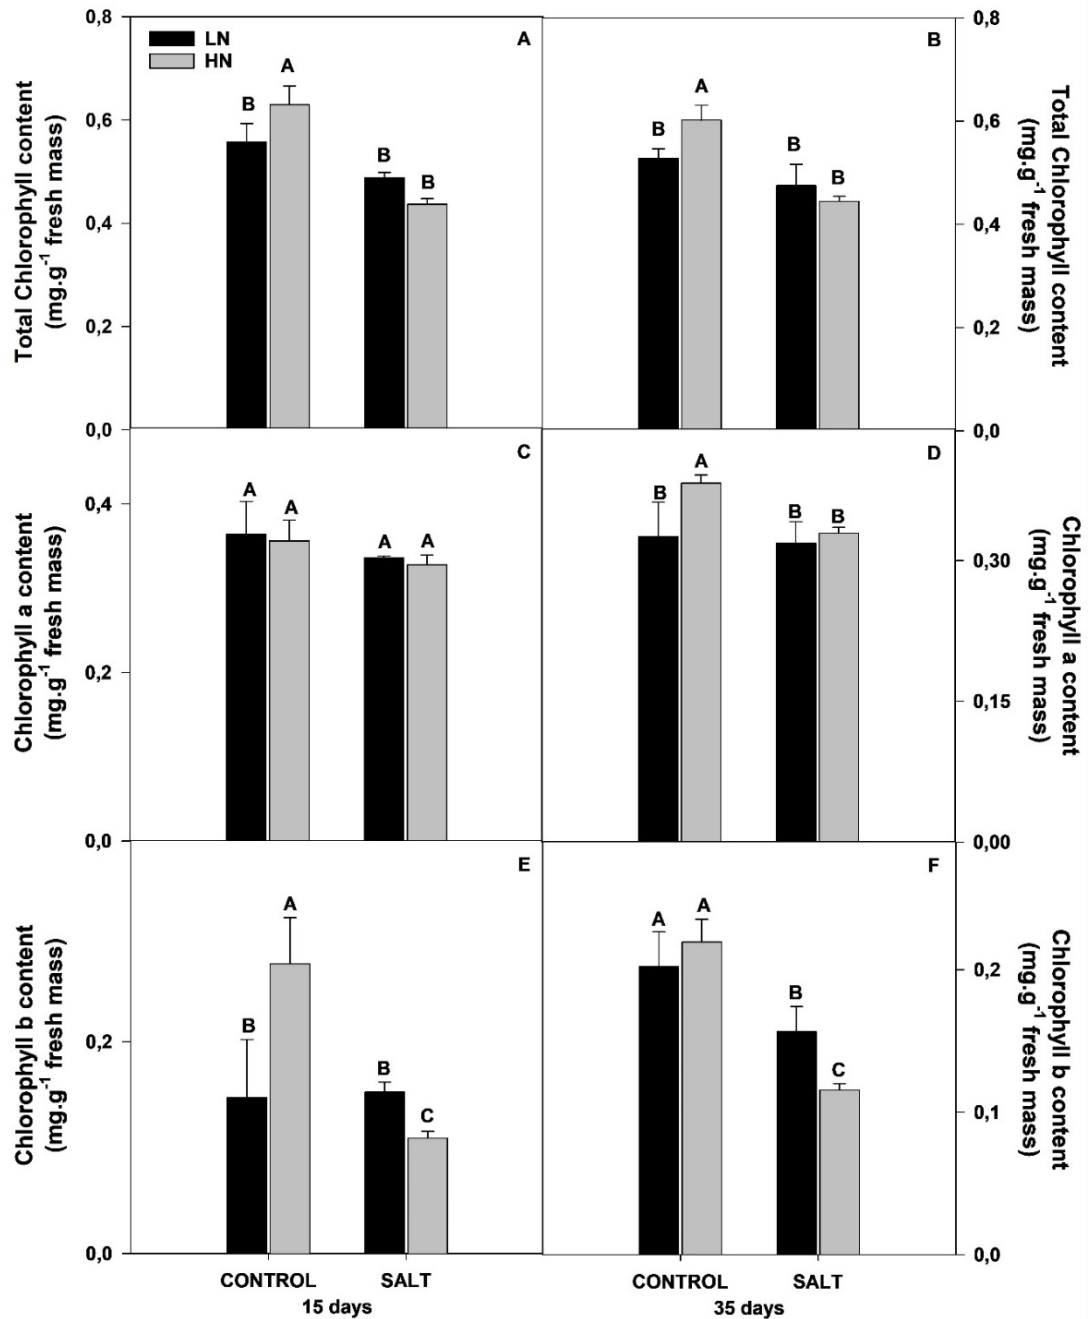 0,8
0,6
0,4
0,2
0,0
Total Chlorophyll content
(mg.g-1 fresh mass)
LN
HN
A
B
A
B
B
B
B
A
B
B
0,8
0,6
0,4
0,2
0,0
Total Chlorophyll content
(mg.g-1 fresh mass)
0,4
0,2
0,0
Chlorophyll a content
(mg.g-1 fresh mass)
C
A
A
A
A
D
B
A
B
B
0,30
0,15
0,00
Chlorophyll a content
(mg.g-1 fresh mass)
0,2
0,0
Chlorophyll b content
(mg.g-1 fresh mass)
E
B
A
B
C
F
A
A
B
C
0,2
0,1
0,0
Chlorophyll b content
(mg.g-1 fresh mass)
CONTROL SALT
15 days
CONTROL SALT
35 days